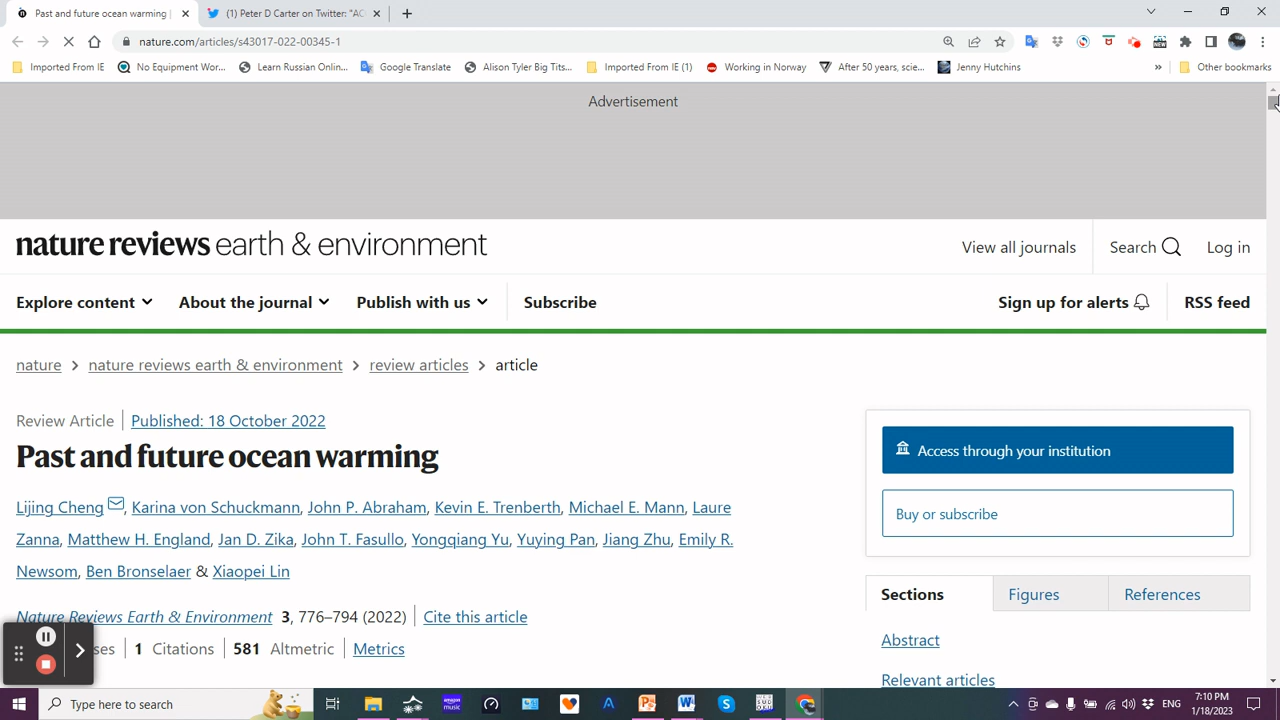 Past and future ocean warming |
(1) Peter D Carter on Twitter: "AC
nature.com/articles/s43017-022-00345-1
Imported From IE
No Equipment Wor...
Learn Russian Onlin...
Google Translate
Alison Tyler Big Tits...
Imported From IE (1)
Working in Norway
After 50 years, scie...
Jenny Hutchins
»
Other bookmarks
Advertisement
nature reviews earth & environment
View all journals
Search
Log in
Explore content
About the journal
Publish with us
Subscribe
Sign up for alerts
RSS feed
nature > nature reviews earth & environment > review articles > article
Review Article | Published: 18 October 2022
Past and future ocean warming
Lijing Cheng, Karina von Schuckmann, John P. Abraham, Kevin E. Trenberth, Michael E. Mann, Laure
Zanna, Matthew H. England, Jan D. Zika, John T. Fasullo, Yongqiang Yu, Yuying Pan, Jiang Zhu, Emily R.
Newsom, Ben Bronselaer & Xiaopei Lin
Nature Reviews Earth & Environment 3, 776–794 (2022) | Cite this article
1 Citations | 581 Altmetric | Metrics
Access through your institution
Buy or subscribe
Sections
Figures
References
Abstract
Relevant articles
Type here to search
ENG
7:10 PM
1/18/2023